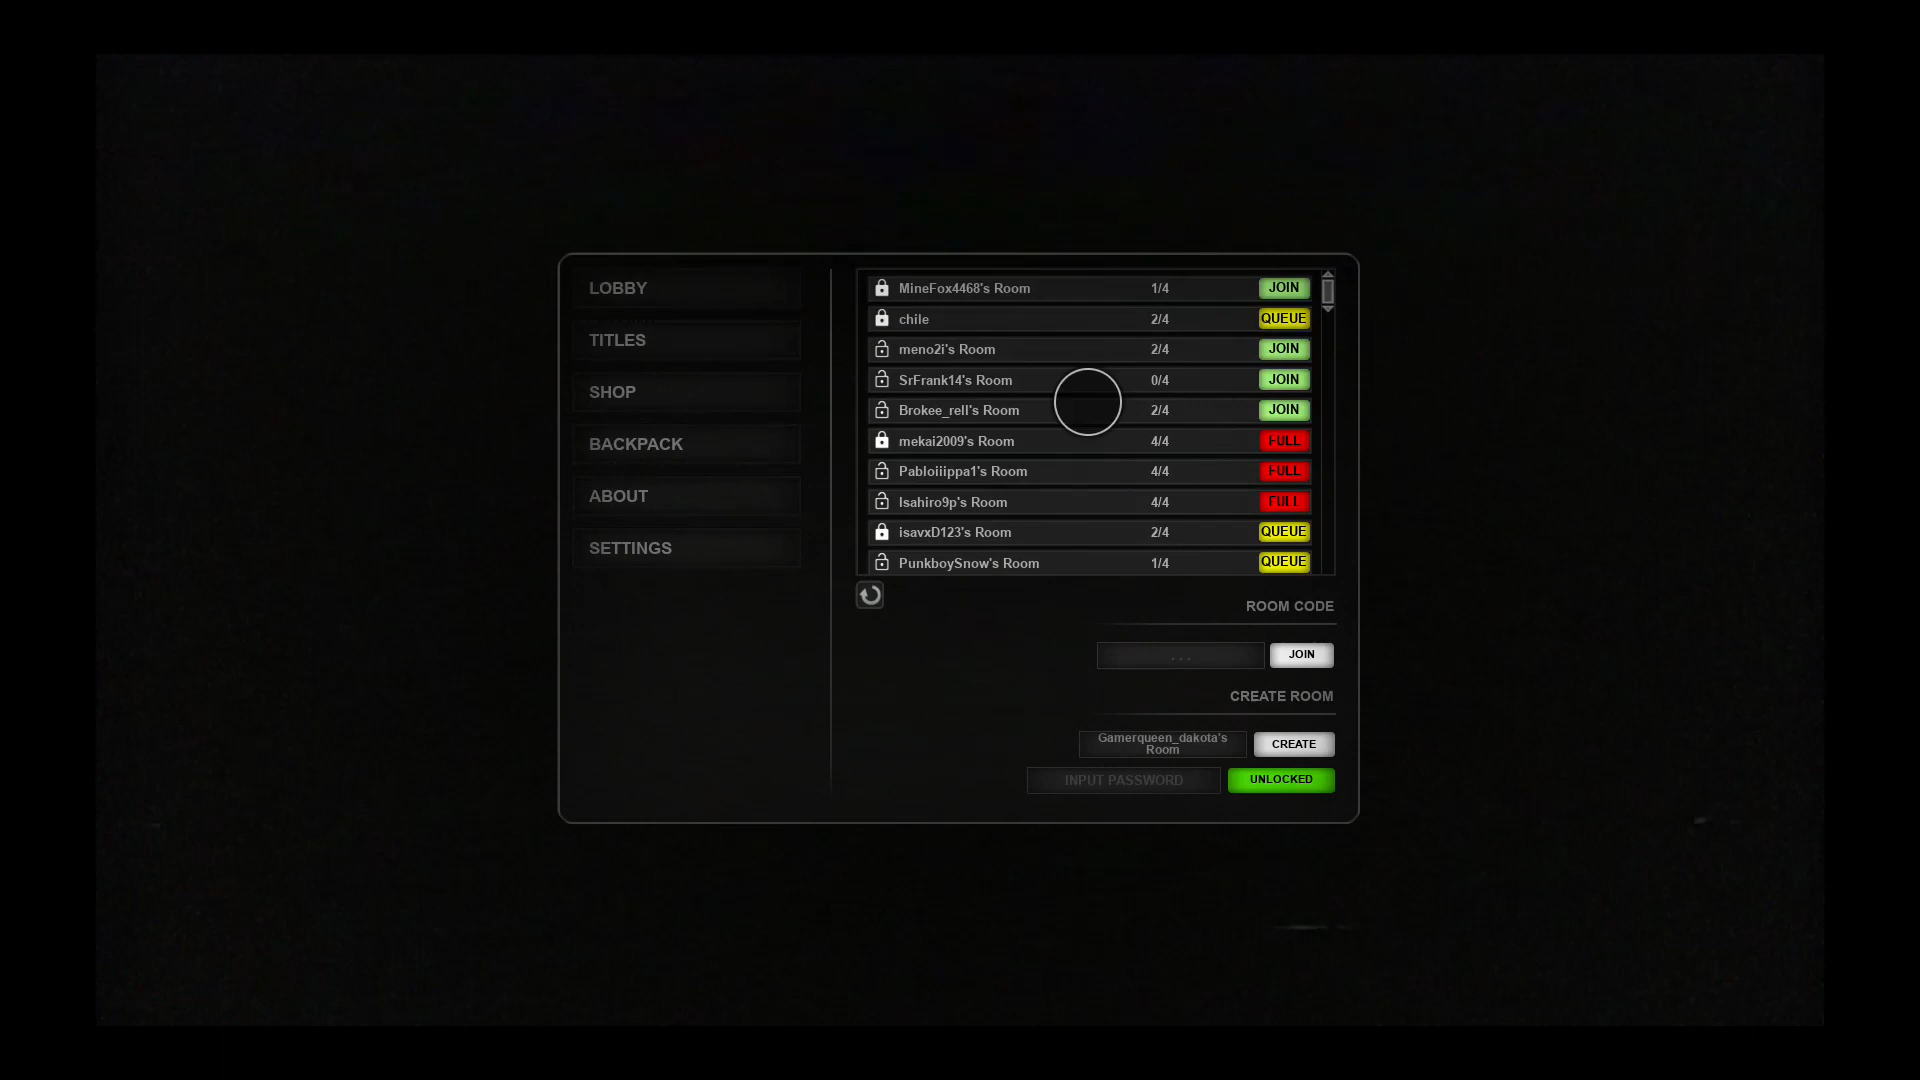 LOBBY
TITLES
SHOP
BACKPACK
ABOUT
SETTINGS
MineFox4468's Room 1/4 JOIN
chile 2/4 QUEUE
meno2i's Room 2/4 JOIN
SrFrank14's Room 0/4 JOIN
Brokee_rell's Room 2/4 JOIN
mekai2009's Room 4/4 FULL
Pabloiiippa1's Room 4/4 FULL
Isahiro9p's Room 4/4 FULL
isavxD123's Room 2/4 QUEUE
PunkboySnow's Room 1/4 QUEUE
ROOM CODE
... JOIN
CREATE ROOM
Gamerqueen_dakota's
Room
CREATE
INPUT PASSWORD UNLOCKED